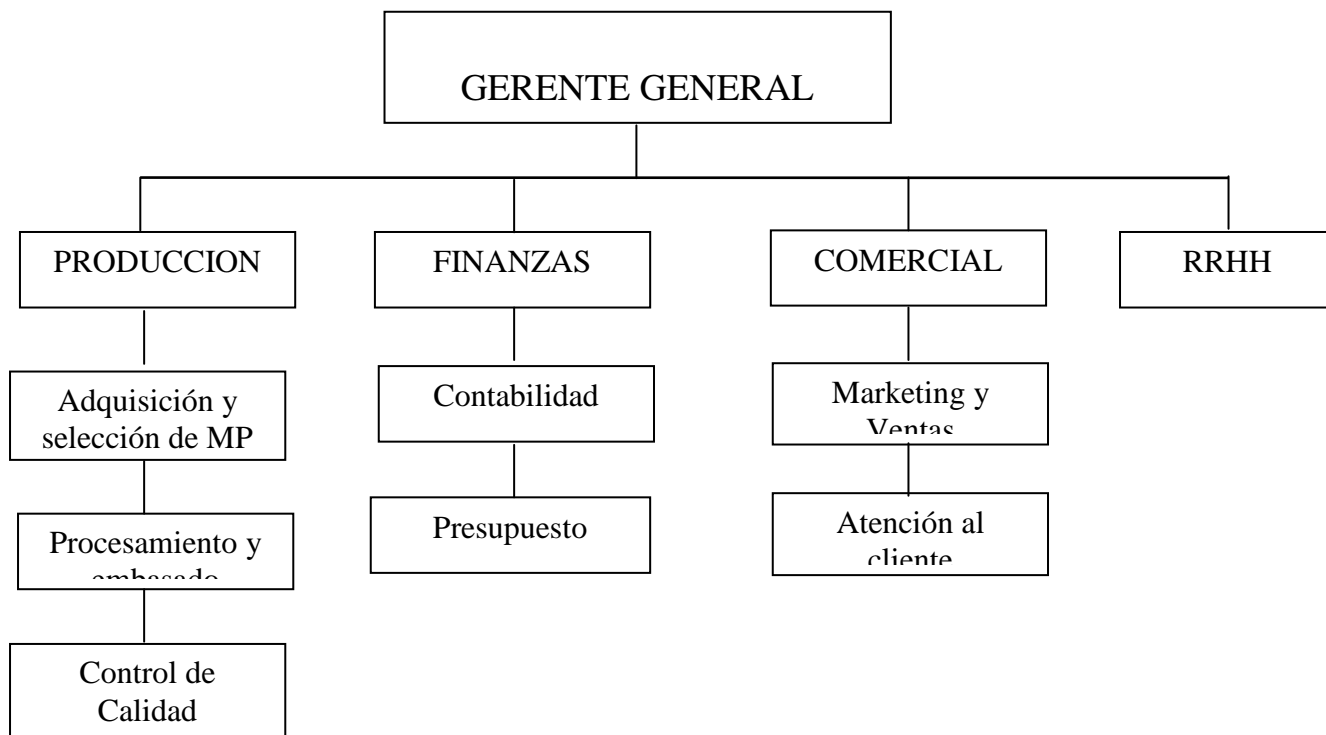 GERENTE GENERAL
PRODUCCION
FINANZAS
COMERCIAL
RRHH
Adquisición y
selección de MP
Contabilidad
Marketing y
Ventas
Procesamiento y
embasado
Presupuesto
Atención al
cliente
Control de
Calidad